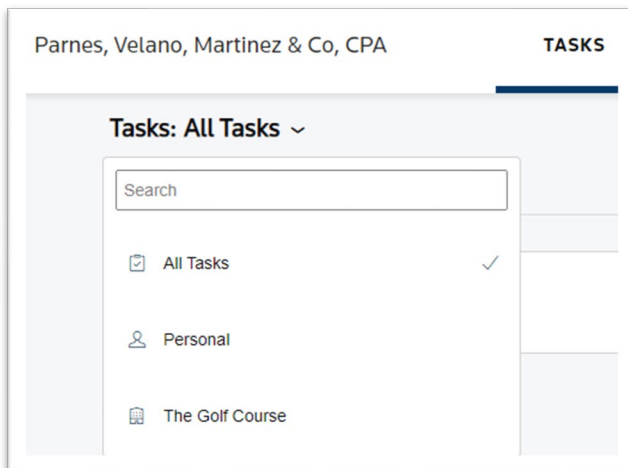 Parnes, Velano, Martinez & Co, CPA TASKS
Tasks: All Tasks
Search
All Tasks
Personal
The Golf Course